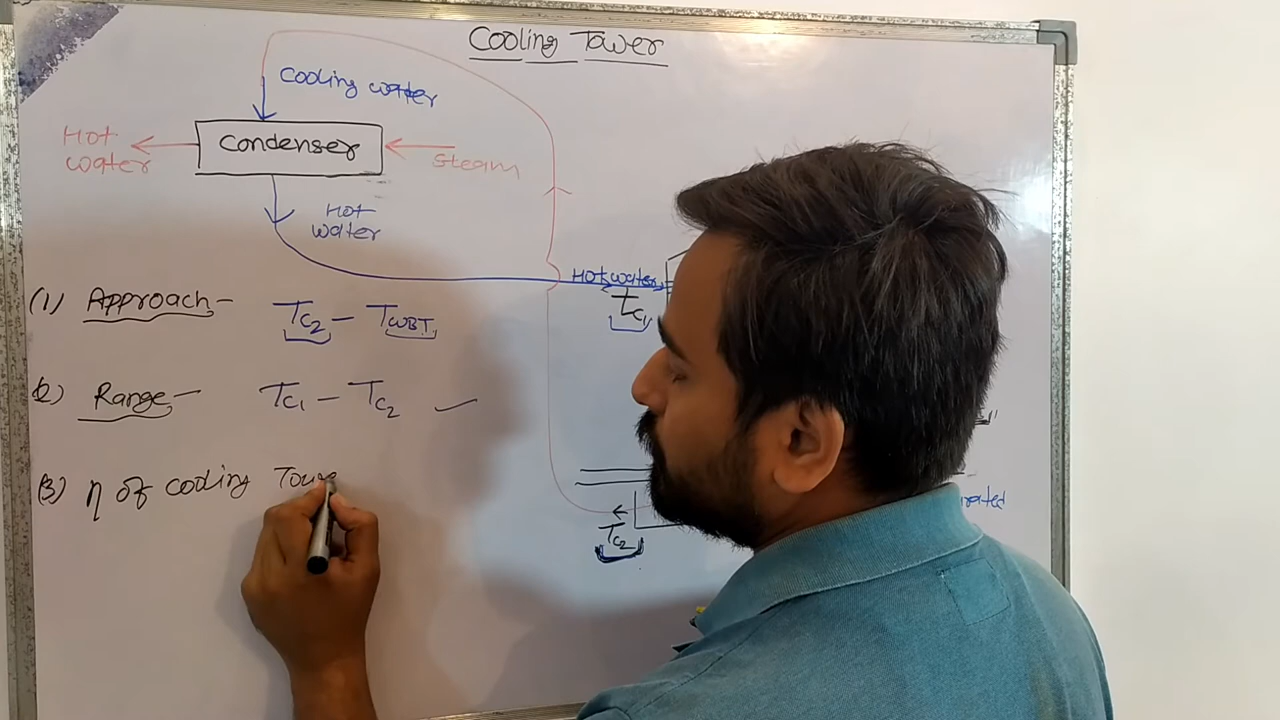 Cooling Tower
Cooling water
Hot
water
Condenser
Steam
Hot
water
Hot water
(1) Approach - Tc2 - TWBT
tc1
(2) Range - Tc1 - Tc2
(3) η of cooling Towe
Tc2